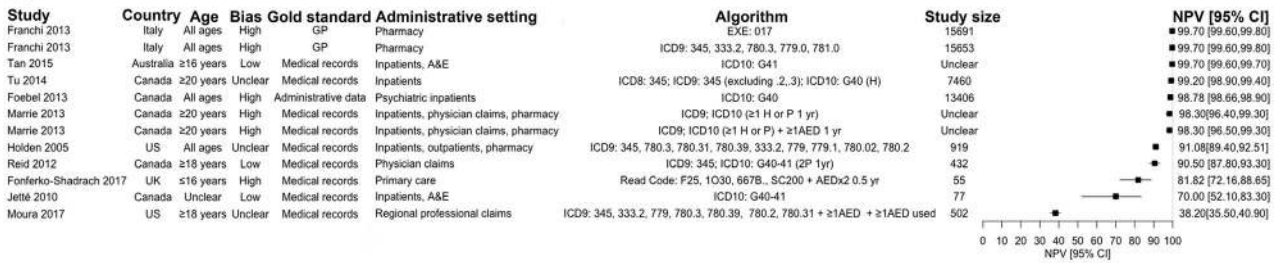 Study Country Age Bias Gold standard Administrative setting Algorithm Study size NPV [95% CI]
Franchi 2013 Italy All ages High GP Pharmacy EXE: 017 15691 99.70 [99.60,99.80]
Franchi 2013 Italy All ages High GP Pharmacy ICD9: 345, 333.2, 780.3, 779.0, 781.0 15653 99.70 [99.60,99.80]
Tan 2015 Australia ≥16 years Low Medical records Inpatients, A&E ICD10: G41 Unclear 99.70 [99.60,99.70]
Tu 2014 Canada ≥20 years Unclear Medical records Inpatients ICD8: 345; ICD9: 345 (excluding .2,.3); ICD10: G40 (H) 7460 99.20 [98.90,99.40]
Foebel 2013 Canada All ages High Administrative data Psychiatric inpatients ICD10: G40 13406 98.78 [98.66,98.90]
Marrie 2013 Canada ≥20 years High Medical records Inpatients, physician claims, pharmacy ICD9; ICD10 (≥1 H or P 1 yr) Unclear 98.30[96.40,99.30]
Marrie 2013 Canada ≥20 years High Medical records Inpatients, physician claims, pharmacy ICD9; ICD10 (≥1 H or P) + ≥1AED 1 yr Unclear 98.30 [96.50,99.30]
Holden 2005 US All ages Unclear Medical records Inpatients, outpatients, pharmacy ICD9: 345, 780.3, 780.31, 780.39, 333.2, 779, 779.1, 780.02, 780.2 919 91.08[89.40,92.51]
Reid 2012 Canada ≥18 years Low Medical records Physician claims ICD9: 345; ICD10: G40-41 (2P 1yr) 432 90.50 [87.80,93.30]
Fonferko-Shadrach 2017 UK ≤16 years High Medical records Primary care Read Code: F25, 1O30, 667B., SC200 + AEDx2 0.5 yr 55 81.82 [72.16,88.65]
Jetté 2010 Canada Unclear Low Medical records Inpatients, A&E ICD10: G40-41 77 70.00 [52.10,83.30]
Moura 2017 US ≥18 years Unclear Medical records Regional professional claims ICD9: 345, 333.2, 779, 780.3, 780.39, 780.2, 780.31 + ≥1AED + ≥1AED used 502 38.20[35.50,40.90]
0 10 20 30 40 50 60 70 80 90 100
NPV [95% CI]